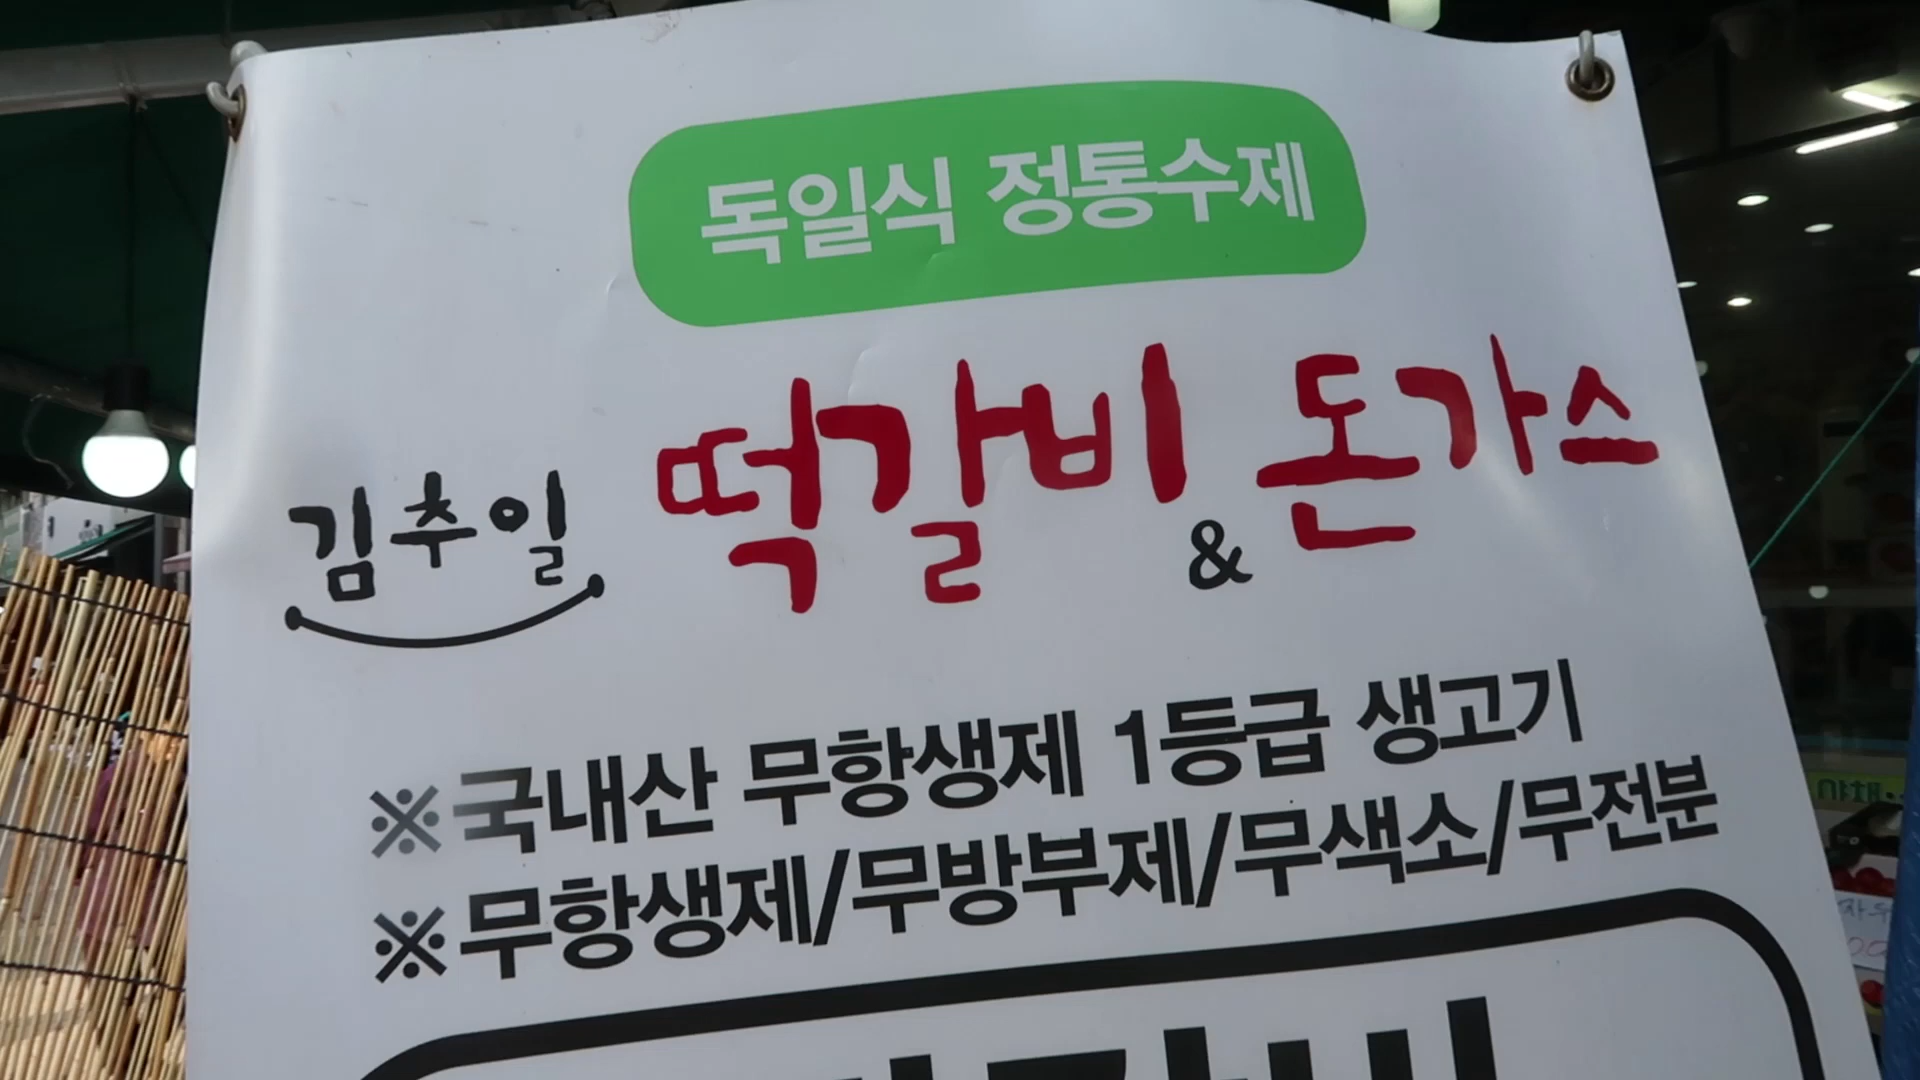 독일식 정통수제
김추일 떡갈비 & 돈가스
※국내산 무항생제 1등급 생고기
※무항생제/무방부제/무색소/무전분